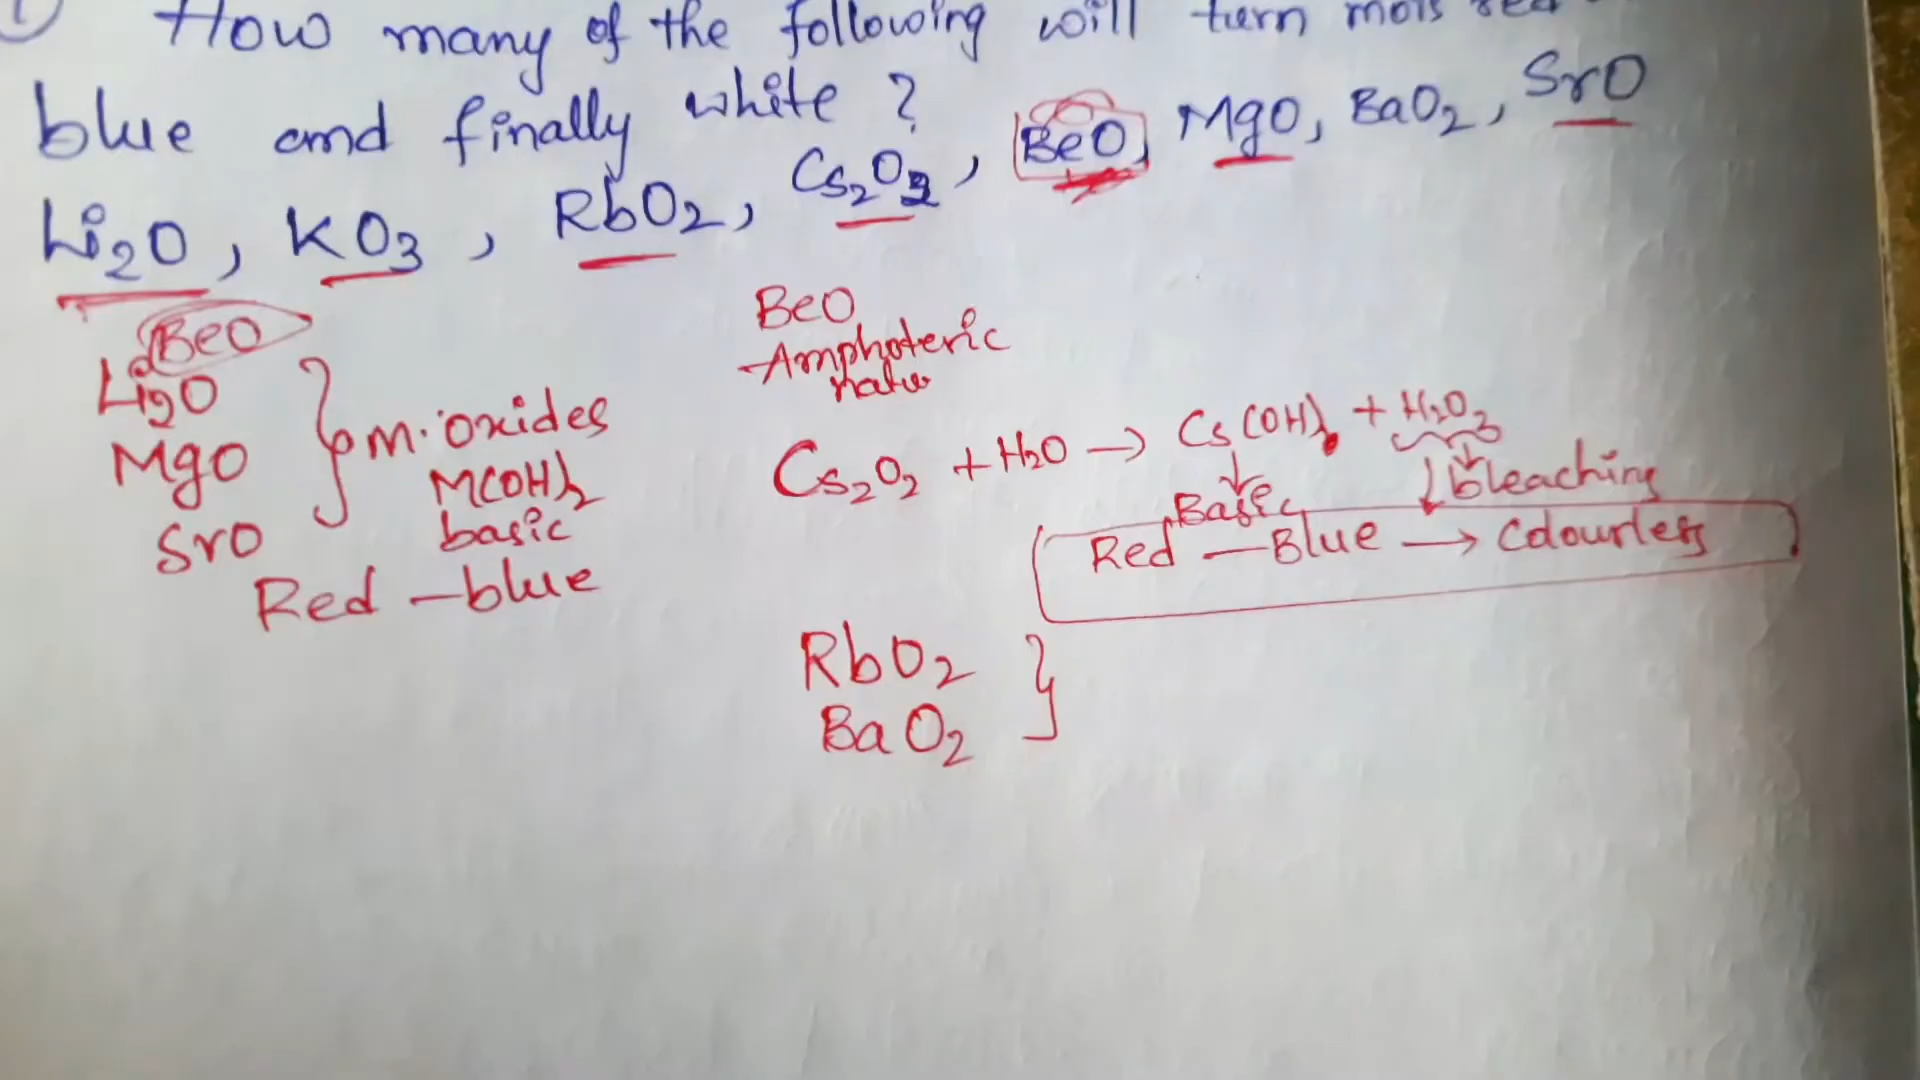 How many of the following will turn mois red
blue and finally white ?
Li2O, KO3, RbO2, Cs2O2, BeO, MgO, BaO2, SrO
BeO
Li2O
MgO
SrO
m. oxides
M(OH)2
basic
Red - blue
BeO
Amphoteric
Cs2O2 + H2O → Cs(OH) + H2O2
Basic
bleaching
Red - Blue → Colourless
RbO2
BaO2